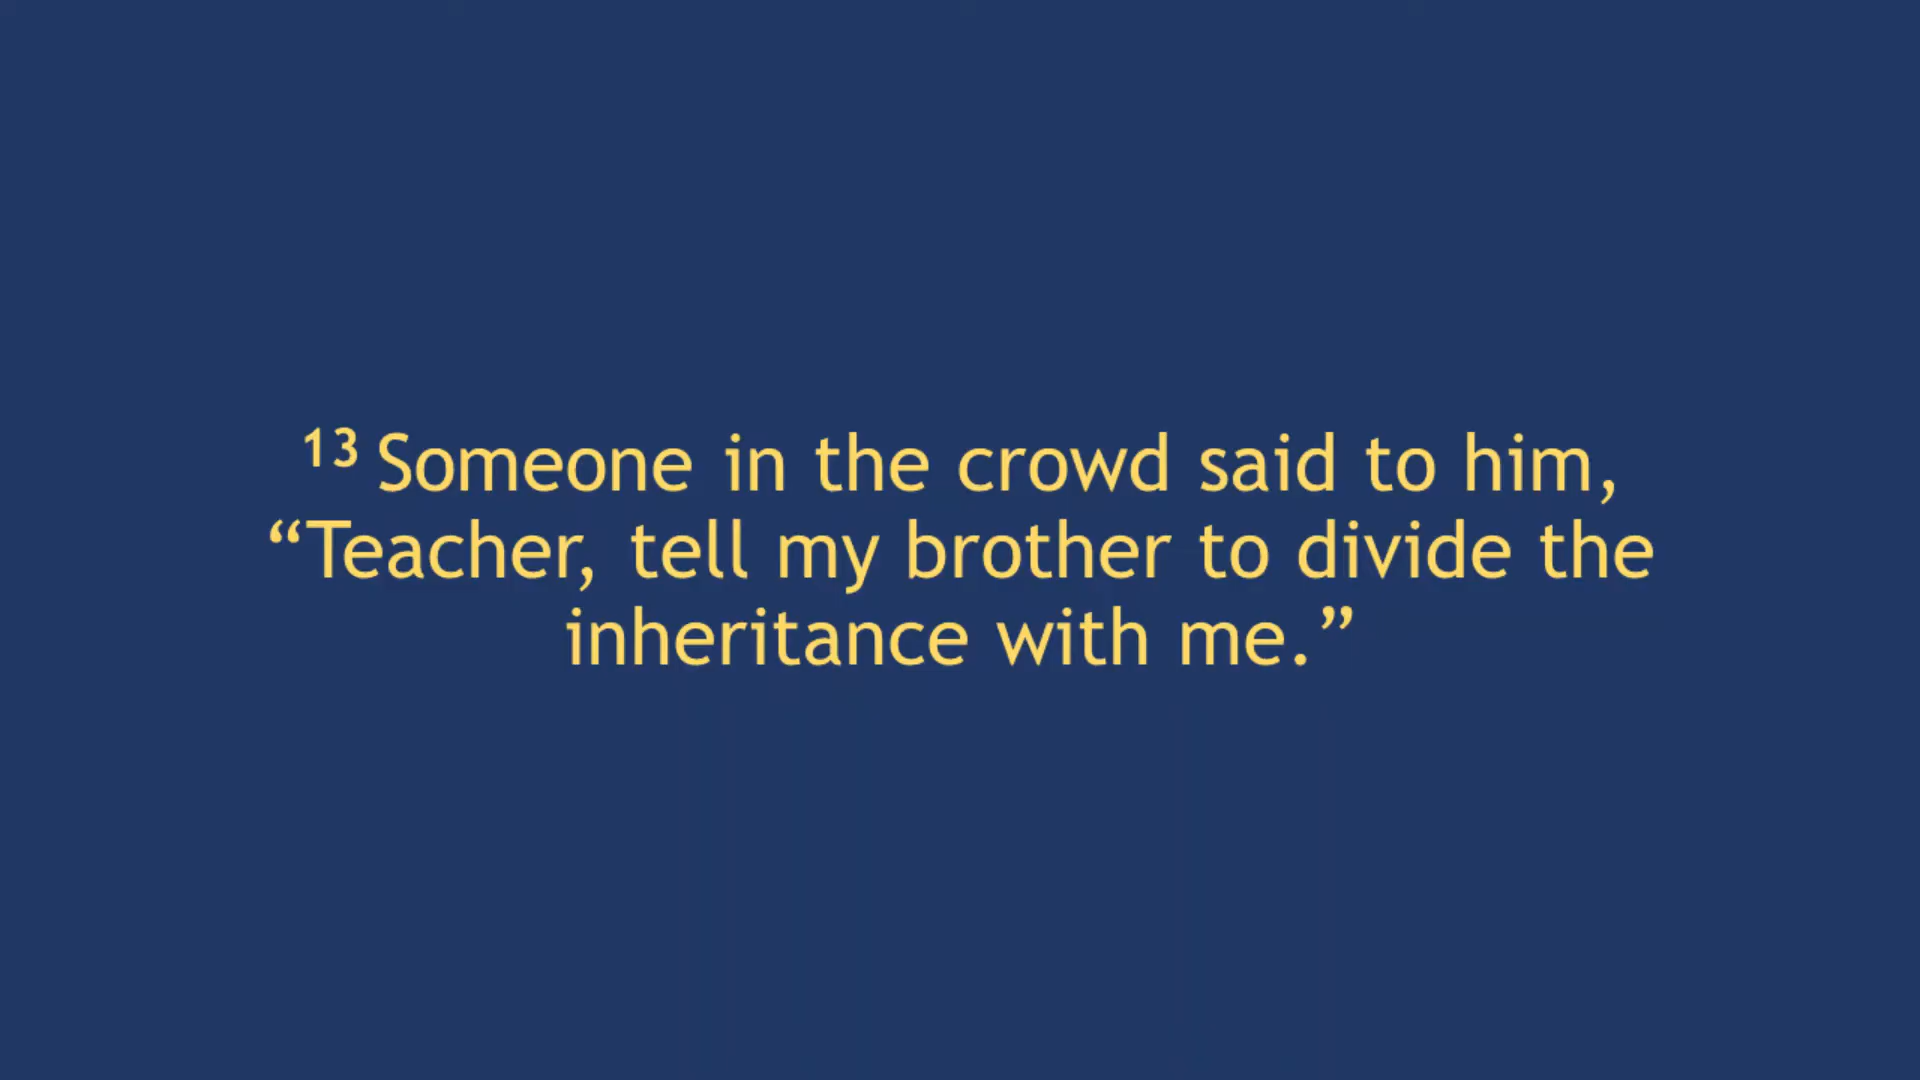 13 Someone in the crowd said to him,
“Teacher, tell my brother to divide the
inheritance with me.”